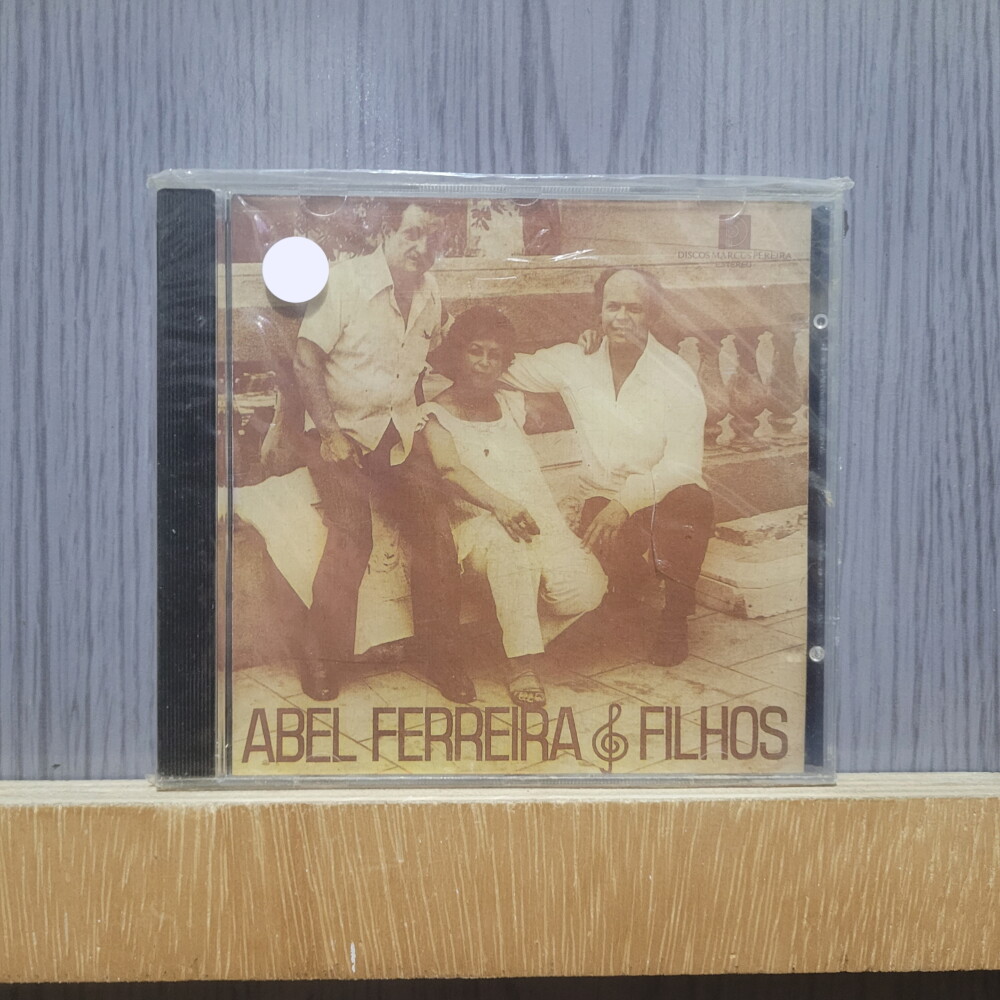 DISCOS MARCUS PEREIRA
ABEL FERREIRA & FILHOS